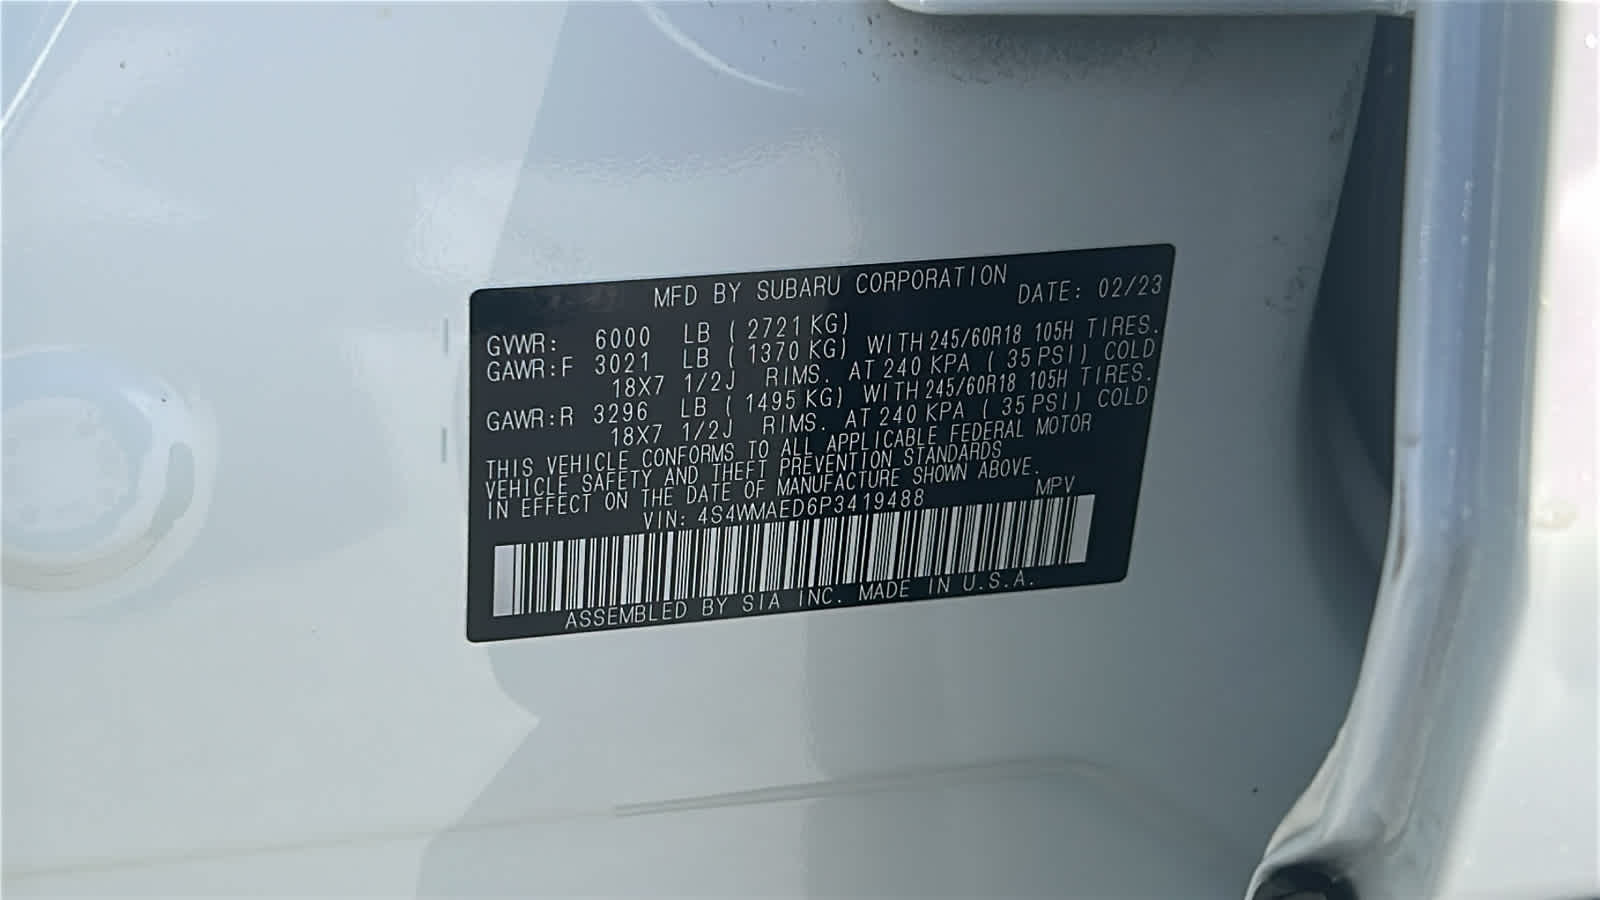 MFD BY SUBARU CORPORATION
DATE: 02/23
GVWR: 6000 LB ( 2721 KG)
GAWR:F 3021 LB ( 1370 KG) WITH 245/60R18 105H TIRES.
18X7 1/2J RIMS. AT 240 KPA ( 35 PSI) COLD
GAWR:R 3296 LB ( 1495 KG) WITH 245/60R18 105H TIRES.
18X7 1/2J RIMS. AT 240 KPA ( 35 PSI) COLD
THIS VEHICLE CONFORMS TO ALL APPLICABLE FEDERAL MOTOR
VEHICLE SAFETY AND THEFT PREVENTION STANDARDS
IN EFFECT ON THE DATE OF MANUFACTURE SHOWN ABOVE.
VIN: 4S4WMAED6P3419488 MPV
ASSEMBLED BY SIA INC. MADE IN U.S.A.